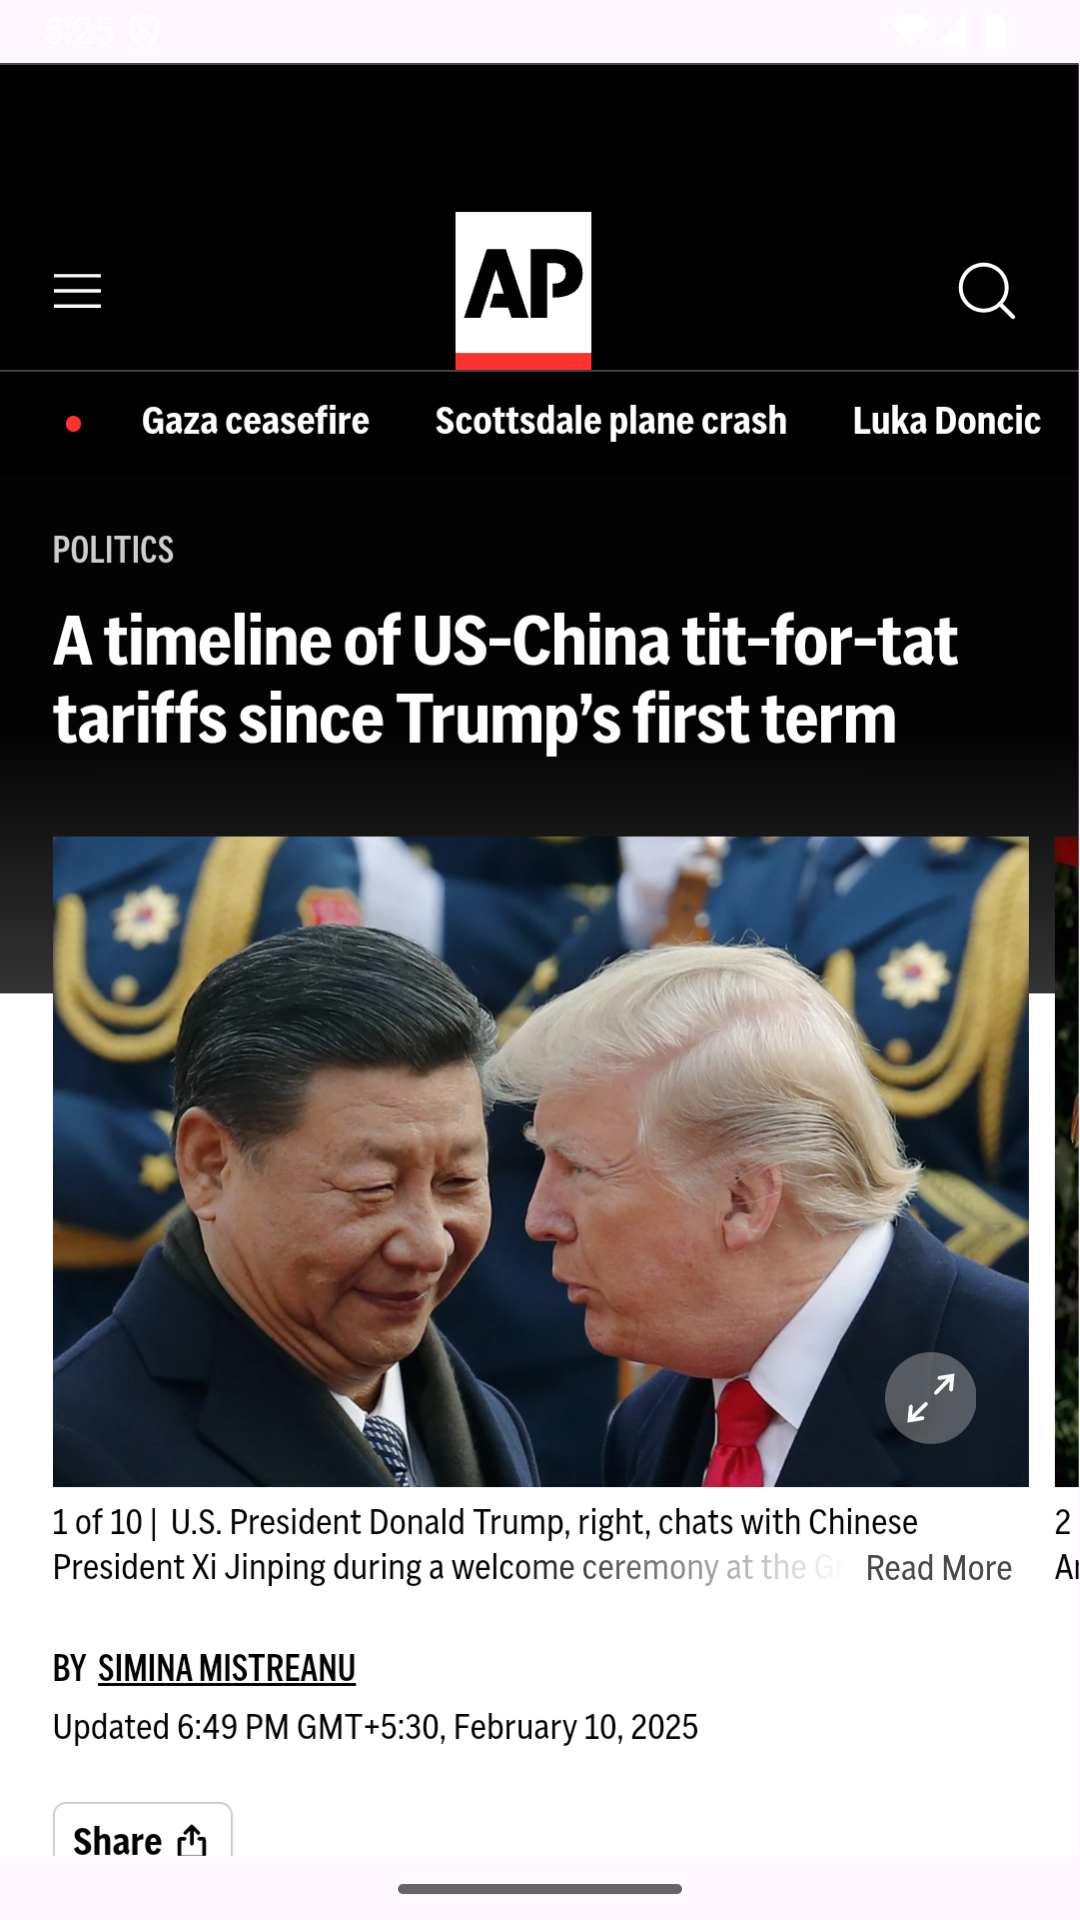 5:25
AP
Gaza ceasefire Scottsdale plane crash Luka Doncic
POLITICS
A timeline of US-China tit-for-tat
tariffs since Trump’s first term
1 of 10 | U.S. President Donald Trump, right, chats with Chinese
President Xi Jinping during a welcome ceremony at the Read More
2
BY SIMINA MISTREANU
Updated 6:49 PM GMT+5:30, February 10, 2025
Share